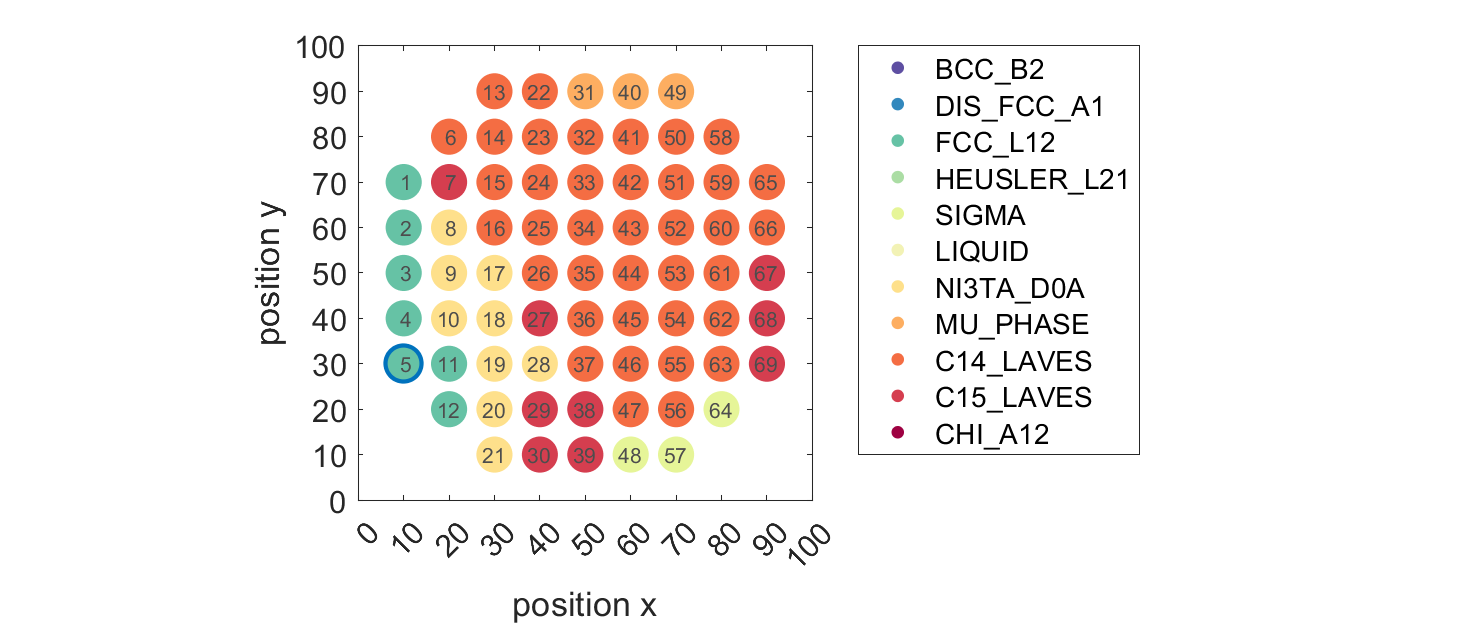 100
90 13 22 31 40 49
80 6 14 23 32 41 50 58
70 1 7 15 24 33 42 51 59 65
60 2 8 16 25 34 43 52 60 66
50 3 9 17 26 35 44 53 61 67
40 4 10 18 27 36 45 54 62 68
30 5 11 19 28 37 46 55 63 69
20 12 20 29 38 47 56 64
10 21 30 39 48 57
0
0 10 20 30 40 50 60 70 80 90 100
position x
position y
BCC_B2
DIS_FCC_A1
FCC_L12
HEUSLER_L21
SIGMA
LIQUID
NI3TA_D0A
MU_PHASE
C14_LAVES
C15_LAVES
CHI_A12